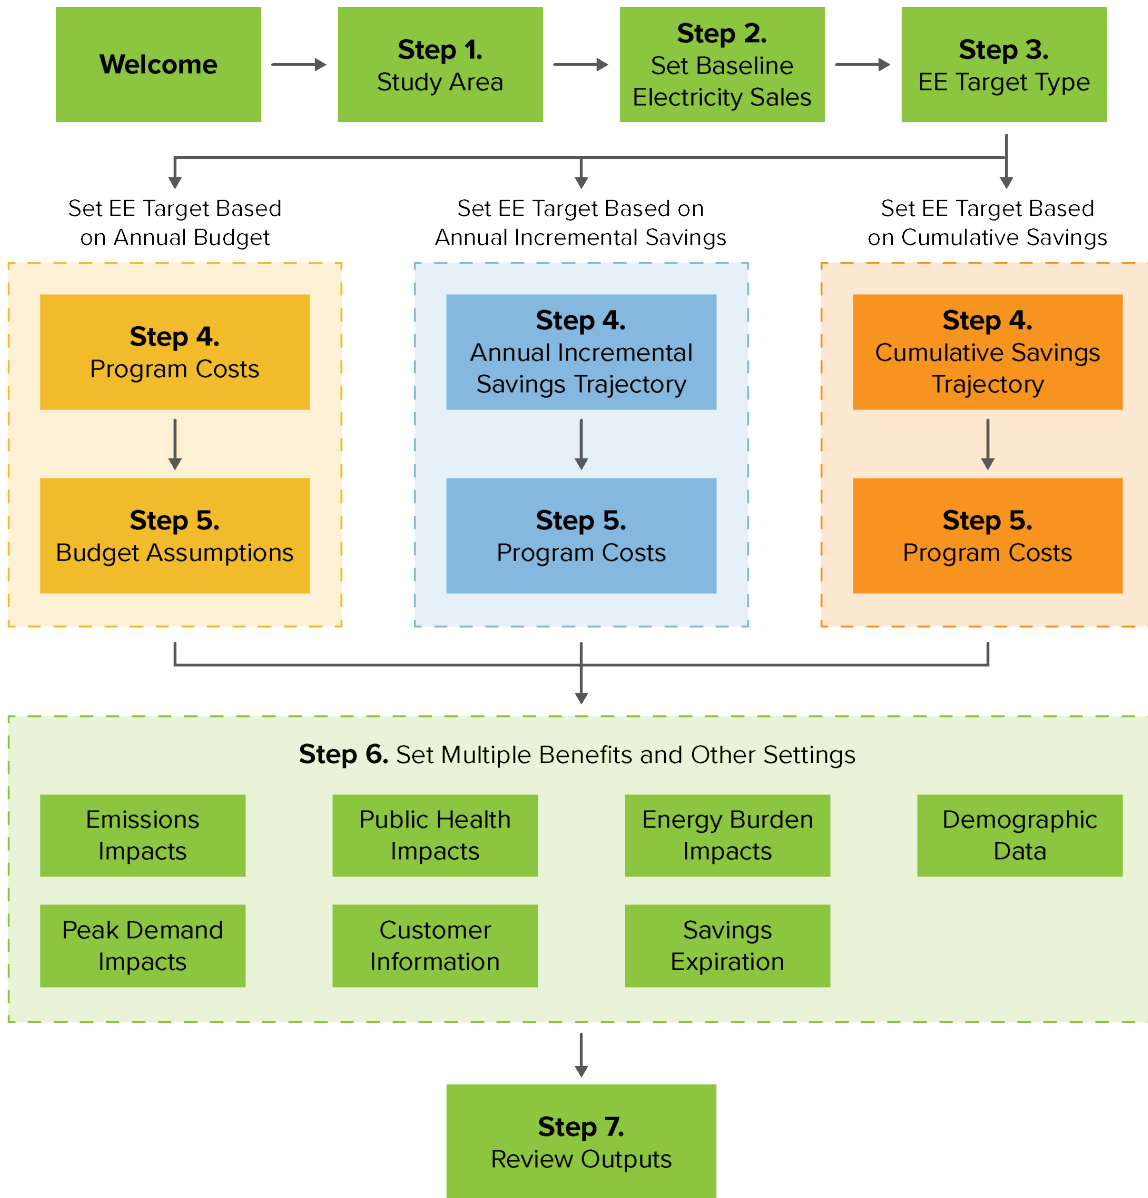 Welcome
Step 1.
Study Area
Step 2.
Set Baseline
Electricity Sales
Step 3.
EE Target Type
Set EE Target Based
on Annual Budget
Set EE Target Based on
Annual Incremental Savings
Set EE Target Based
on Cumulative Savings
Step 4.
Program Costs
Step 5.
Budget Assumptions
Step 4.
Annual Incremental
Savings Trajectory
Step 5.
Program Costs
Step 4.
Cumulative Savings
Trajectory
Step 5.
Program Costs
Step 6. Set Multiple Benefits and Other Settings
Emissions
Impacts
Public Health
Impacts
Energy Burden
Impacts
Demographic
Data
Peak Demand
Impacts
Customer
Information
Savings
Expiration
Step 7.
Review Outputs